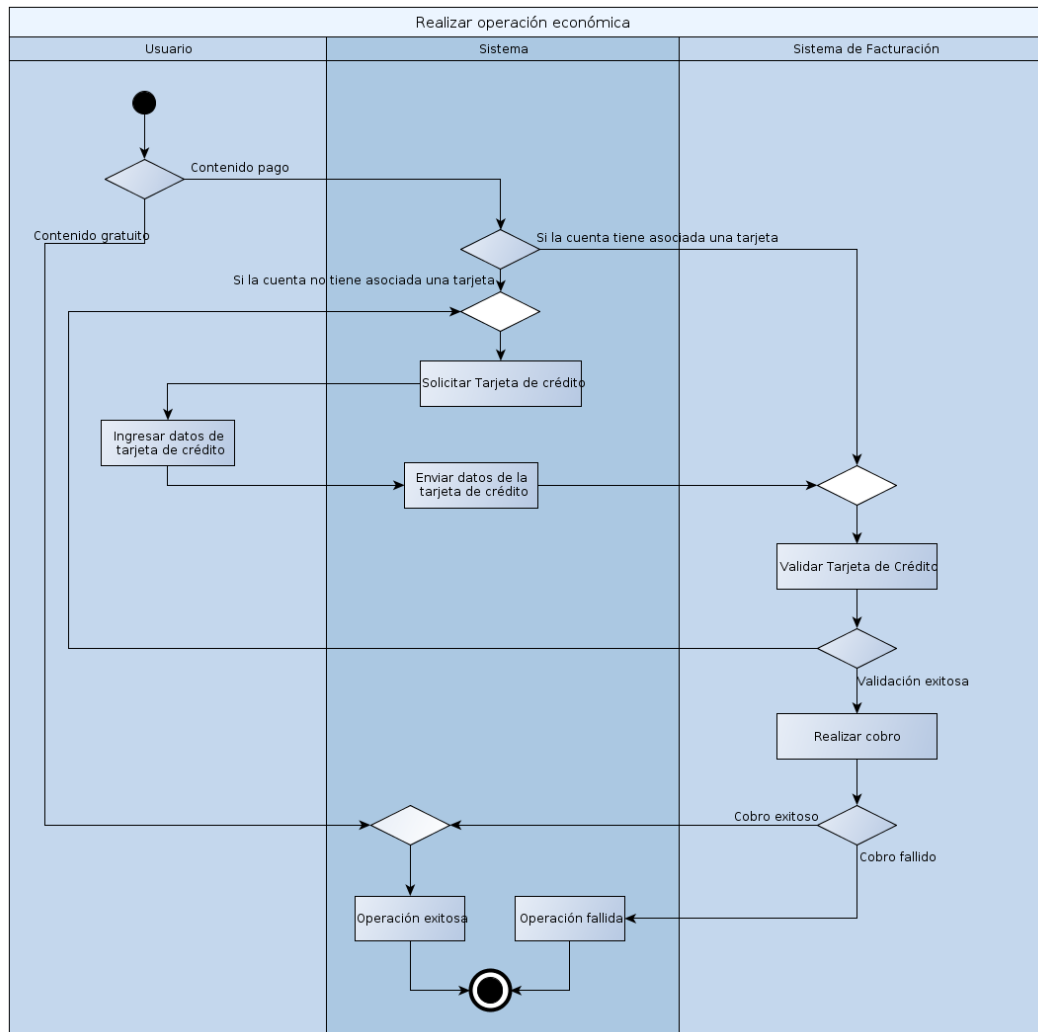 Realizar operación económica
Usuario
Sistema
Sistema de Facturación
Contenido pago
Contenido gratuito
Si la cuenta tiene asociada una tarjeta
Si la cuenta no tiene asociada una tarjeta
Solicitar Tarjeta de crédito
Ingresar datos de
tarjeta de crédito
Enviar datos de la
tarjeta de crédito
Validar Tarjeta de Crédito
Validación exitosa
Realizar cobro
Cobro exitoso
Cobro fallido
Operación exitosa
Operación fallida